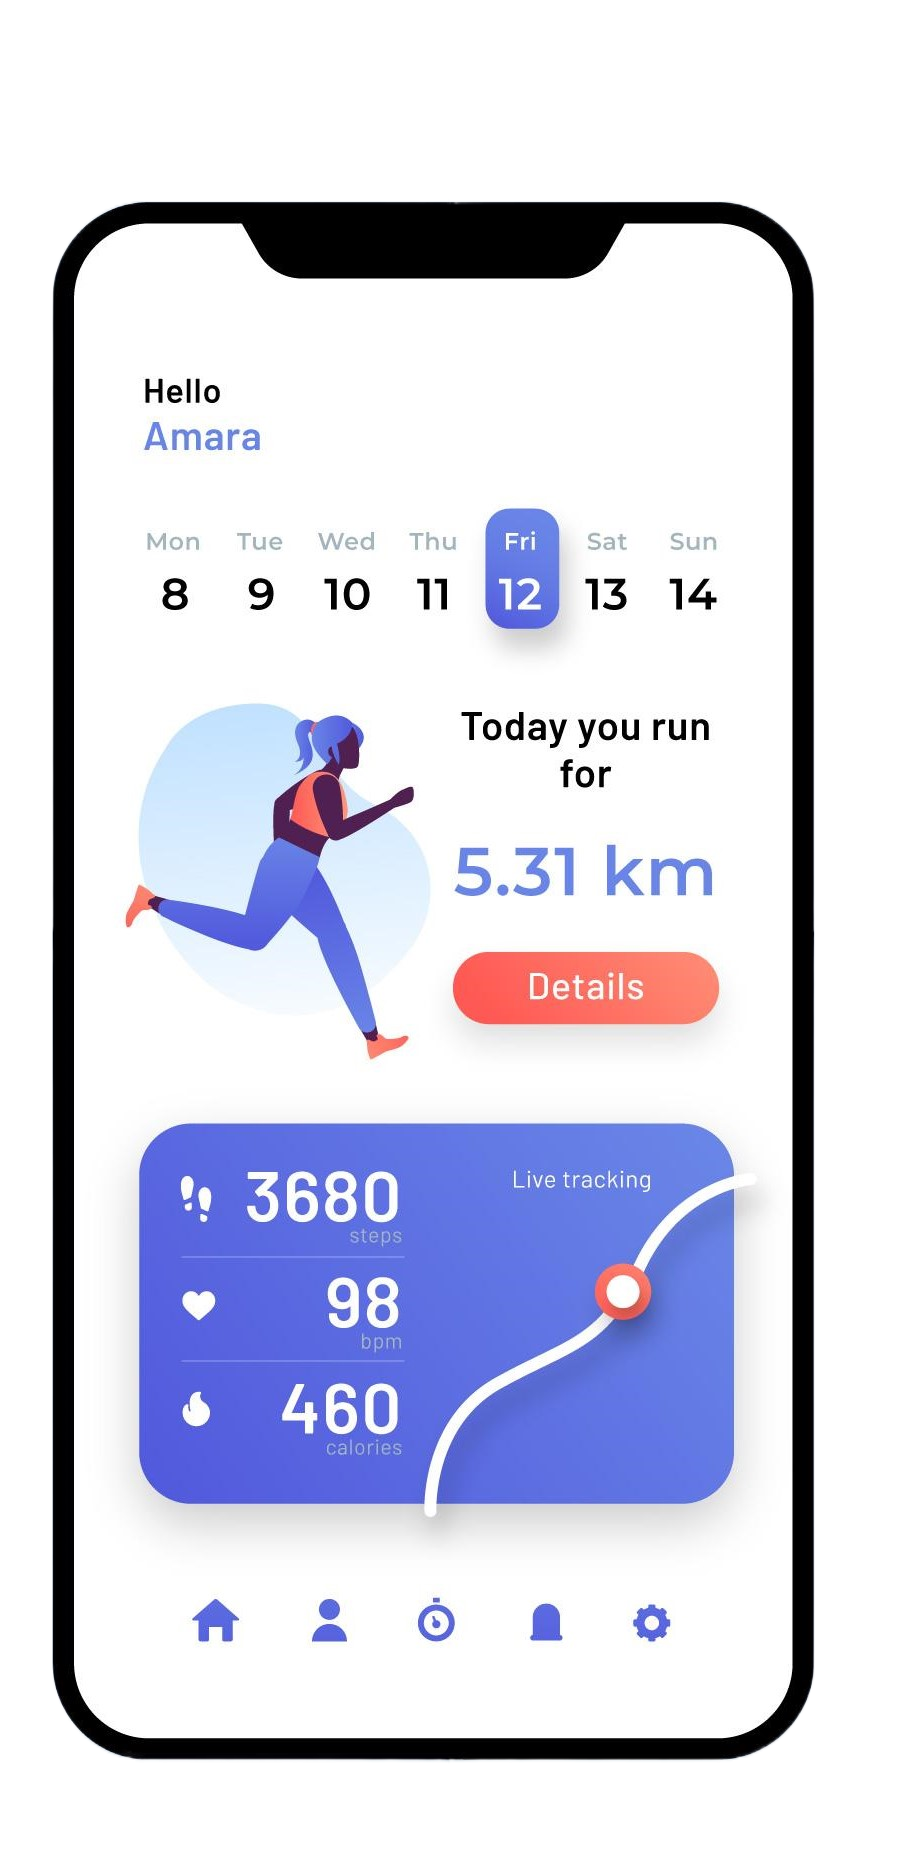 Hello
Amara
Mon Tue Wed Thu Fri Sat Sun
8 9 10 11 12 13 14
Today you run
for
5.31 km
Details
3680
steps
98
bpm
460
calories
Live tracking